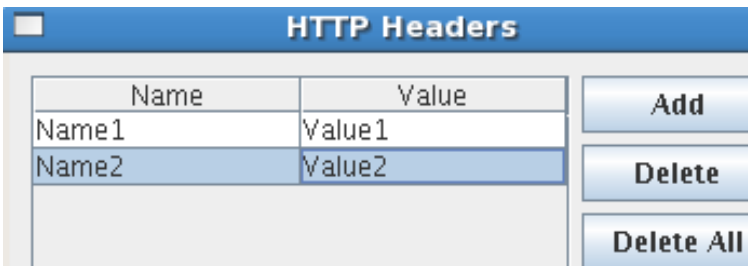 HTTP Headers
Name Value
Name1 Value1
Name2 Value2
Add
Delete
Delete All